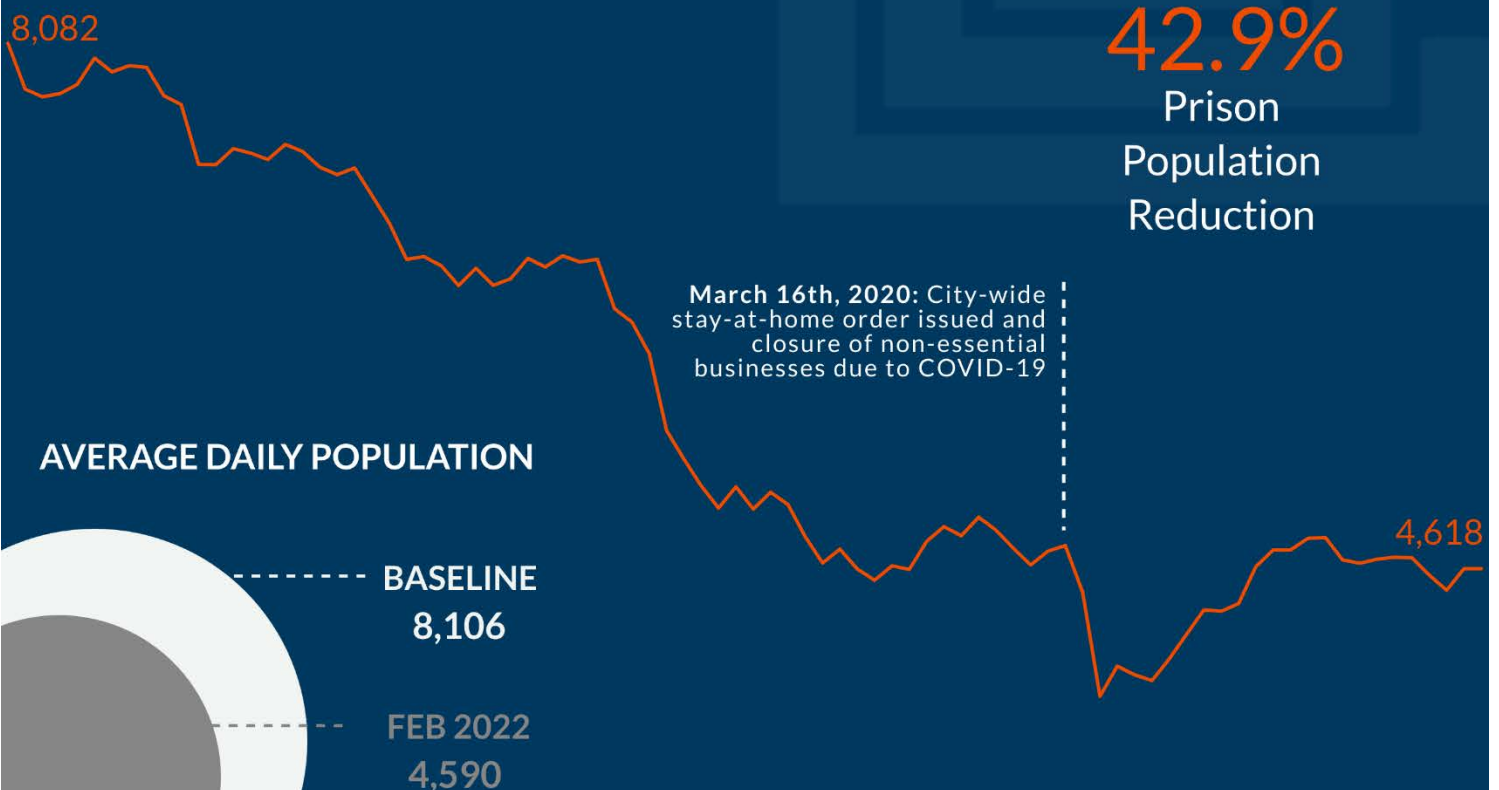 8,082
42.9%
Prison
Population
Reduction
March 16th, 2020: City-wide
stay-at-home order issued and
closure of non-essential
businesses due to COVID-19
AVERAGE DAILY POPULATION
4,618
BASELINE
8,106
FEB 2022
4,590